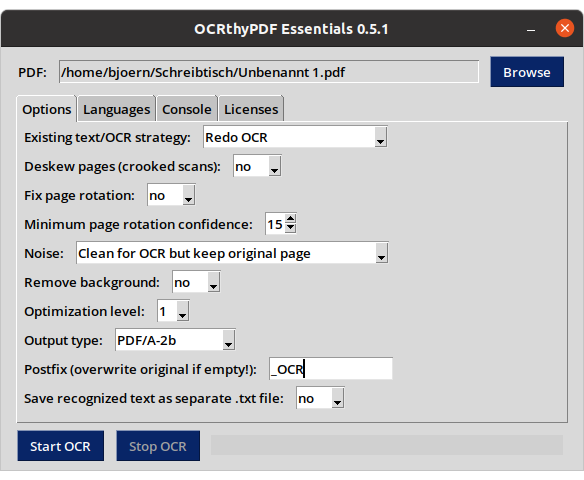 OCRthyPDF Essentials 0.5.1
PDF: /home/bjoern/Schreibtisch/Unbenannt 1.pdf Browse
Options Languages Console Licenses
Existing text/OCR strategy: Redo OCR
Deskew pages (crooked scans): no
Fix page rotation: no
Minimum page rotation confidence: 15
Noise: Clean for OCR but keep original page
Remove background: no
Optimization level: 1
Output type: PDF/A-2b
Postfix (overwrite original if empty!): _OCR
Save recognized text as separate .txt file: no
Start OCR Stop OCR